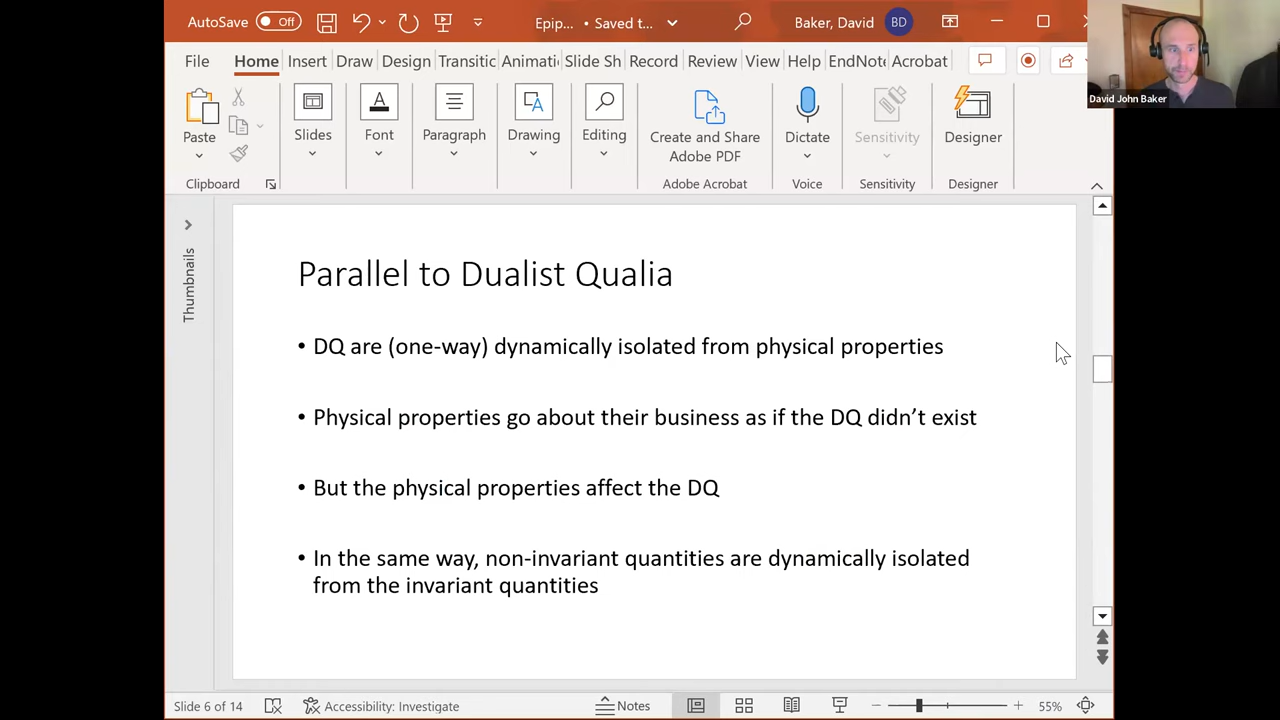 AutoSave Off Epip... • Saved t... Baker, David BD
File Home Insert Draw Design Transitic Animati Slide Sh Record Review View Help EndNote Acrobat
Paste Slides Font Paragraph Drawing Editing Create and Share Adobe PDF Dictate Sensitivity Designer
Clipboard Adobe Acrobat Voice Sensitivity Designer
David John Baker
Thumbnails
Parallel to Dualist Qualia
• DQ are (one-way) dynamically isolated from physical properties
• Physical properties go about their business as if the DQ didn’t exist
• But the physical properties affect the DQ
• In the same way, non-invariant quantities are dynamically isolated
from the invariant quantities
Slide 6 of 14 Accessibility: Investigate Notes 55%